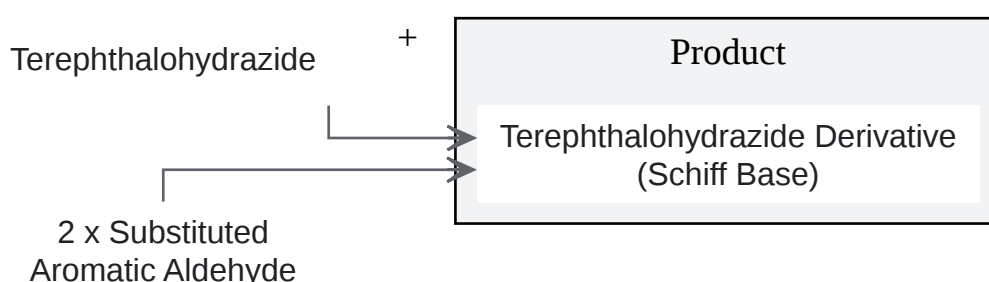 Terephthalohydrazide
+
Product
Terephthalohydrazide Derivative
(Schiff Base)
2 x Substituted
Aromatic Aldehyde